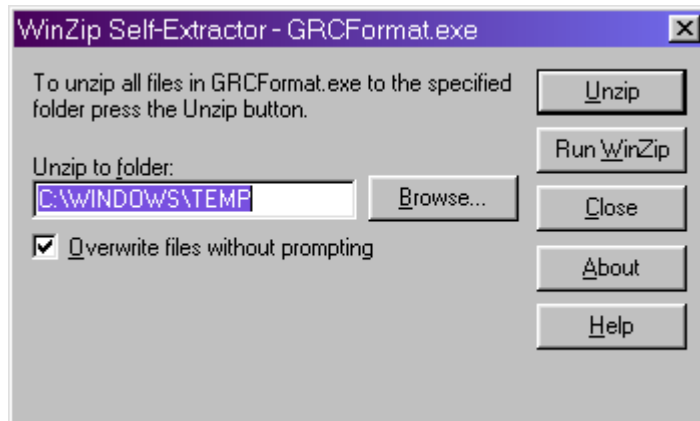 WinZip Self-Extractor - GRCFormat.exe
To unzip all files in GRCFormat.exe to the specified
folder press the Unzip button.
Unzip to folder:
C:\WINDOWS\TEMP
Browse...
Overwrite files without prompting
Unzip
Run WinZip
Close
About
Help